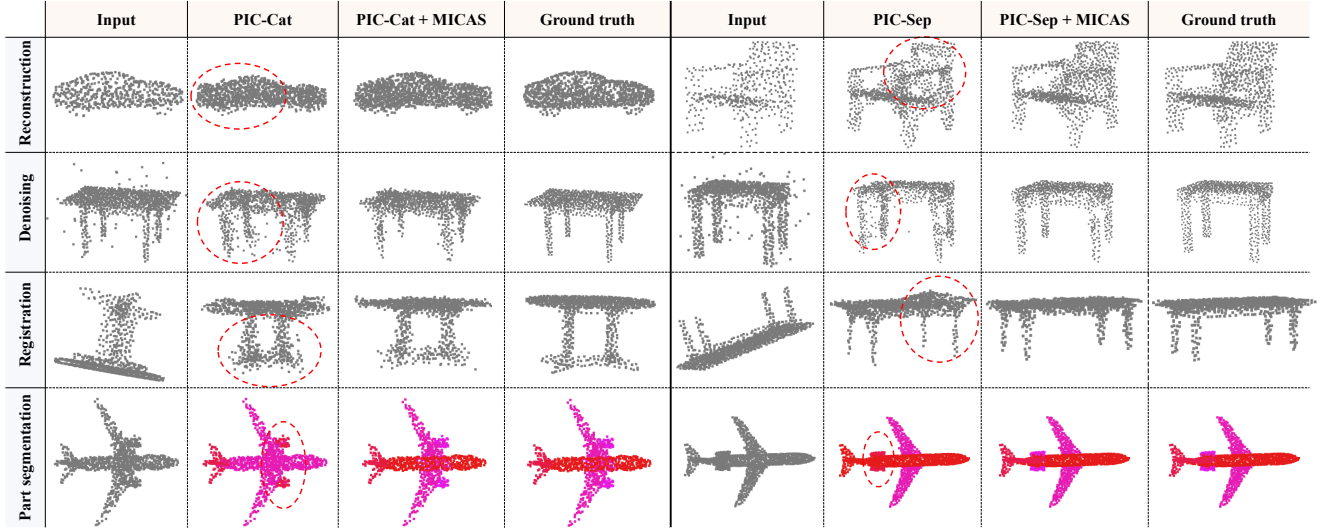 Input PIC-Cat PIC-Cat + MICAS Ground truth Input PIC-Sep PIC-Sep + MICAS Ground truth
Reconstruction
Denoising
Registration
Part segmentation